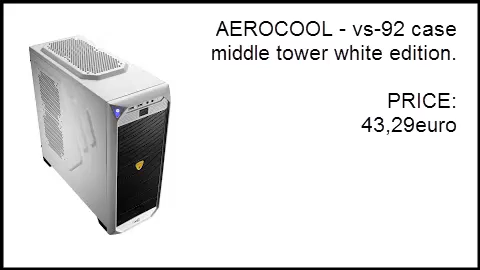 AEROCOOL - vs-92 case
middle tower white edition.
PRICE:
43,29euro